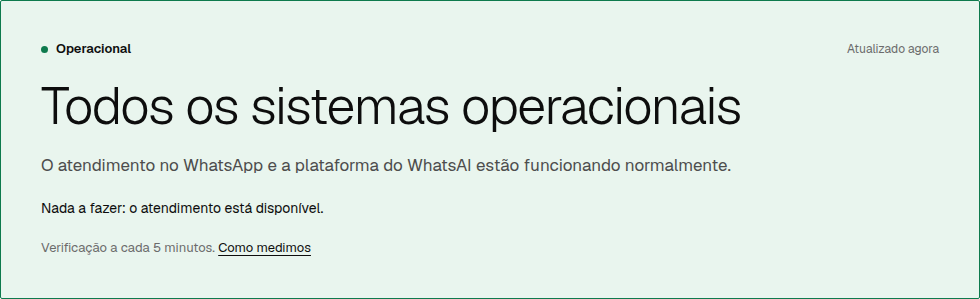 Operacional
Atualizado agora
Todos os sistemas operacionais
O atendimento no WhatsApp e a plataforma do WhatsAI estão funcionando normalmente.
Nada a fazer: o atendimento está disponível.
Verificação a cada 5 minutos. Como medimos